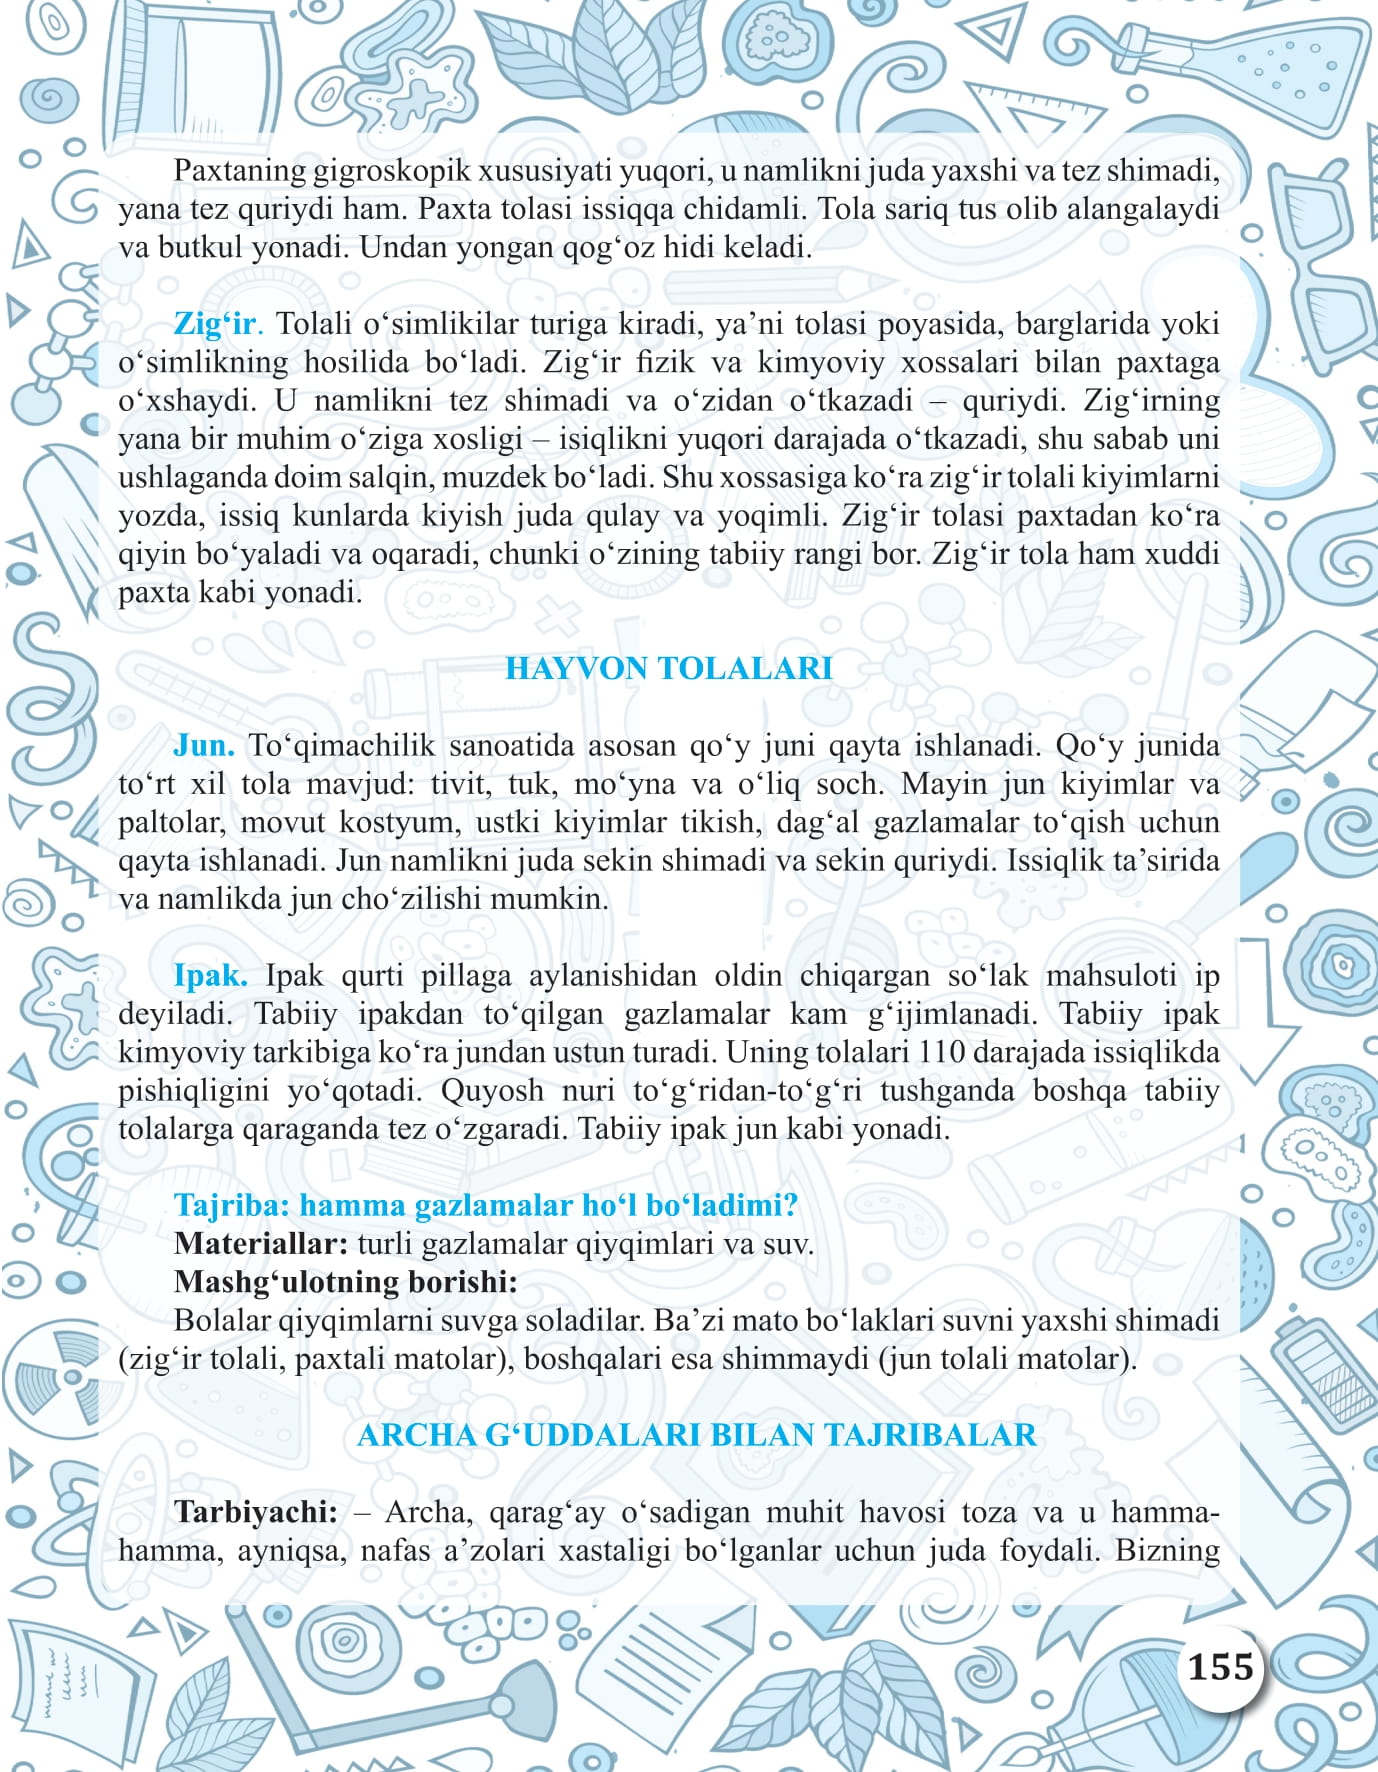 Paxtaning gigroskopik xususiyati yuqori, u namlikni juda yaxshi va tez shimadi,
yana tez quriydi ham. Paxta tolasi issiqqa chidamli. Tola sariq tus olib alangalaydi
va butkul yonadi. Undan yongan qog‘oz hidi keladi.
Zig‘ir. Tolali o‘simlikilar turiga kiradi, ya’ni tolasi poyasida, barglarida yoki
o‘simlikning hosilida bo‘ladi. Zig‘ir fizik va kimyoviy xossalari bilan paxtaga
o‘xshaydi. U namlikni tez shimadi va o‘zidan o‘tkazadi – quriydi. Zig‘irning
yana bir muhim o‘ziga xosligi – isiqlikni yuqori darajada o‘tkazadi, shu sabab uni
ushlaganda doim salqin, muzdek bo‘ladi. Shu xossasiga ko‘ra zig‘ir tolali kiyimlarni
yozda, issiq kunlarda kiyish juda qulay va yoqimli. Zig‘ir tolasi paxtadan ko‘ra
qiyin bo‘yaladi va oqaradi, chunki o‘zining tabiiy rangi bor. Zig‘ir tola ham xuddi
paxta kabi yonadi.
HAYVON TOLALARI
Jun. To‘qimachilik sanoatida asosan qo‘y juni qayta ishlanadi. Qo‘y junida
to‘rt xil tola mavjud: tivit, tuk, mo‘yna va o‘liq soch. Mayin jun kiyimlar va
paltolar, movut kostyum, ustki kiyimlar tikish, dag‘al gazlamalar to‘qish uchun
qayta ishlanadi. Jun namlikni juda sekin shimadi va sekin quriydi. Issiqlik ta’sirida
va namlikda jun cho‘zilishi mumkin.
Ipak. Ipak qurti pillaga aylanishidan oldin chiqargan so‘lak mahsuloti ip
deyiladi. Tabiiy ipakdan to‘qilgan gazlamalar kam g‘ijimlanadi. Tabiiy ipak
kimyoviy tarkibiga ko‘ra jundan ustun turadi. Uning tolalari 110 darajada issiqlikda
pishiqligini yo‘qotadi. Quyosh nuri to‘g‘ridan-to‘g‘ri tushganda boshqa tabiiy
tolalarga qaraganda tez o‘zgaradi. Tabiiy ipak jun kabi yonadi.
Tajriba: hamma gazlamalar ho‘l bo‘ladimi?
Materiallar: turli gazlamalar qiyqimlari va suv.
Mashg‘ulotning borishi:
Bolalar qiyqimlarni suvga soladilar. Ba’zi mato bo‘laklari suvni yaxshi shimadi
(zig‘ir tolali, paxtali matolar), boshqalari esa shimmaydi (jun tolali matolar).
ARCHA G‘UDDALARI BILAN TAJRIBALAR
Tarbiyachi: – Archa, qarag‘ay o‘sadigan muhit havosi toza va u hamma-
hamma, ayniqsa, nafas a’zolari xastaligi bo‘lganlar uchun juda foydali. Bizning
155